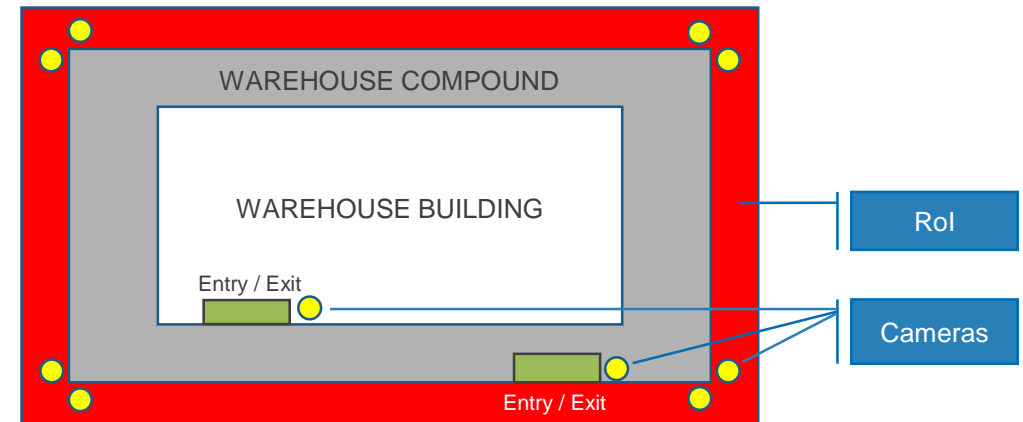 WAREHOUSE COMPOUND
WAREHOUSE BUILDING
RoI
Entry / Exit
Cameras
Entry / Exit